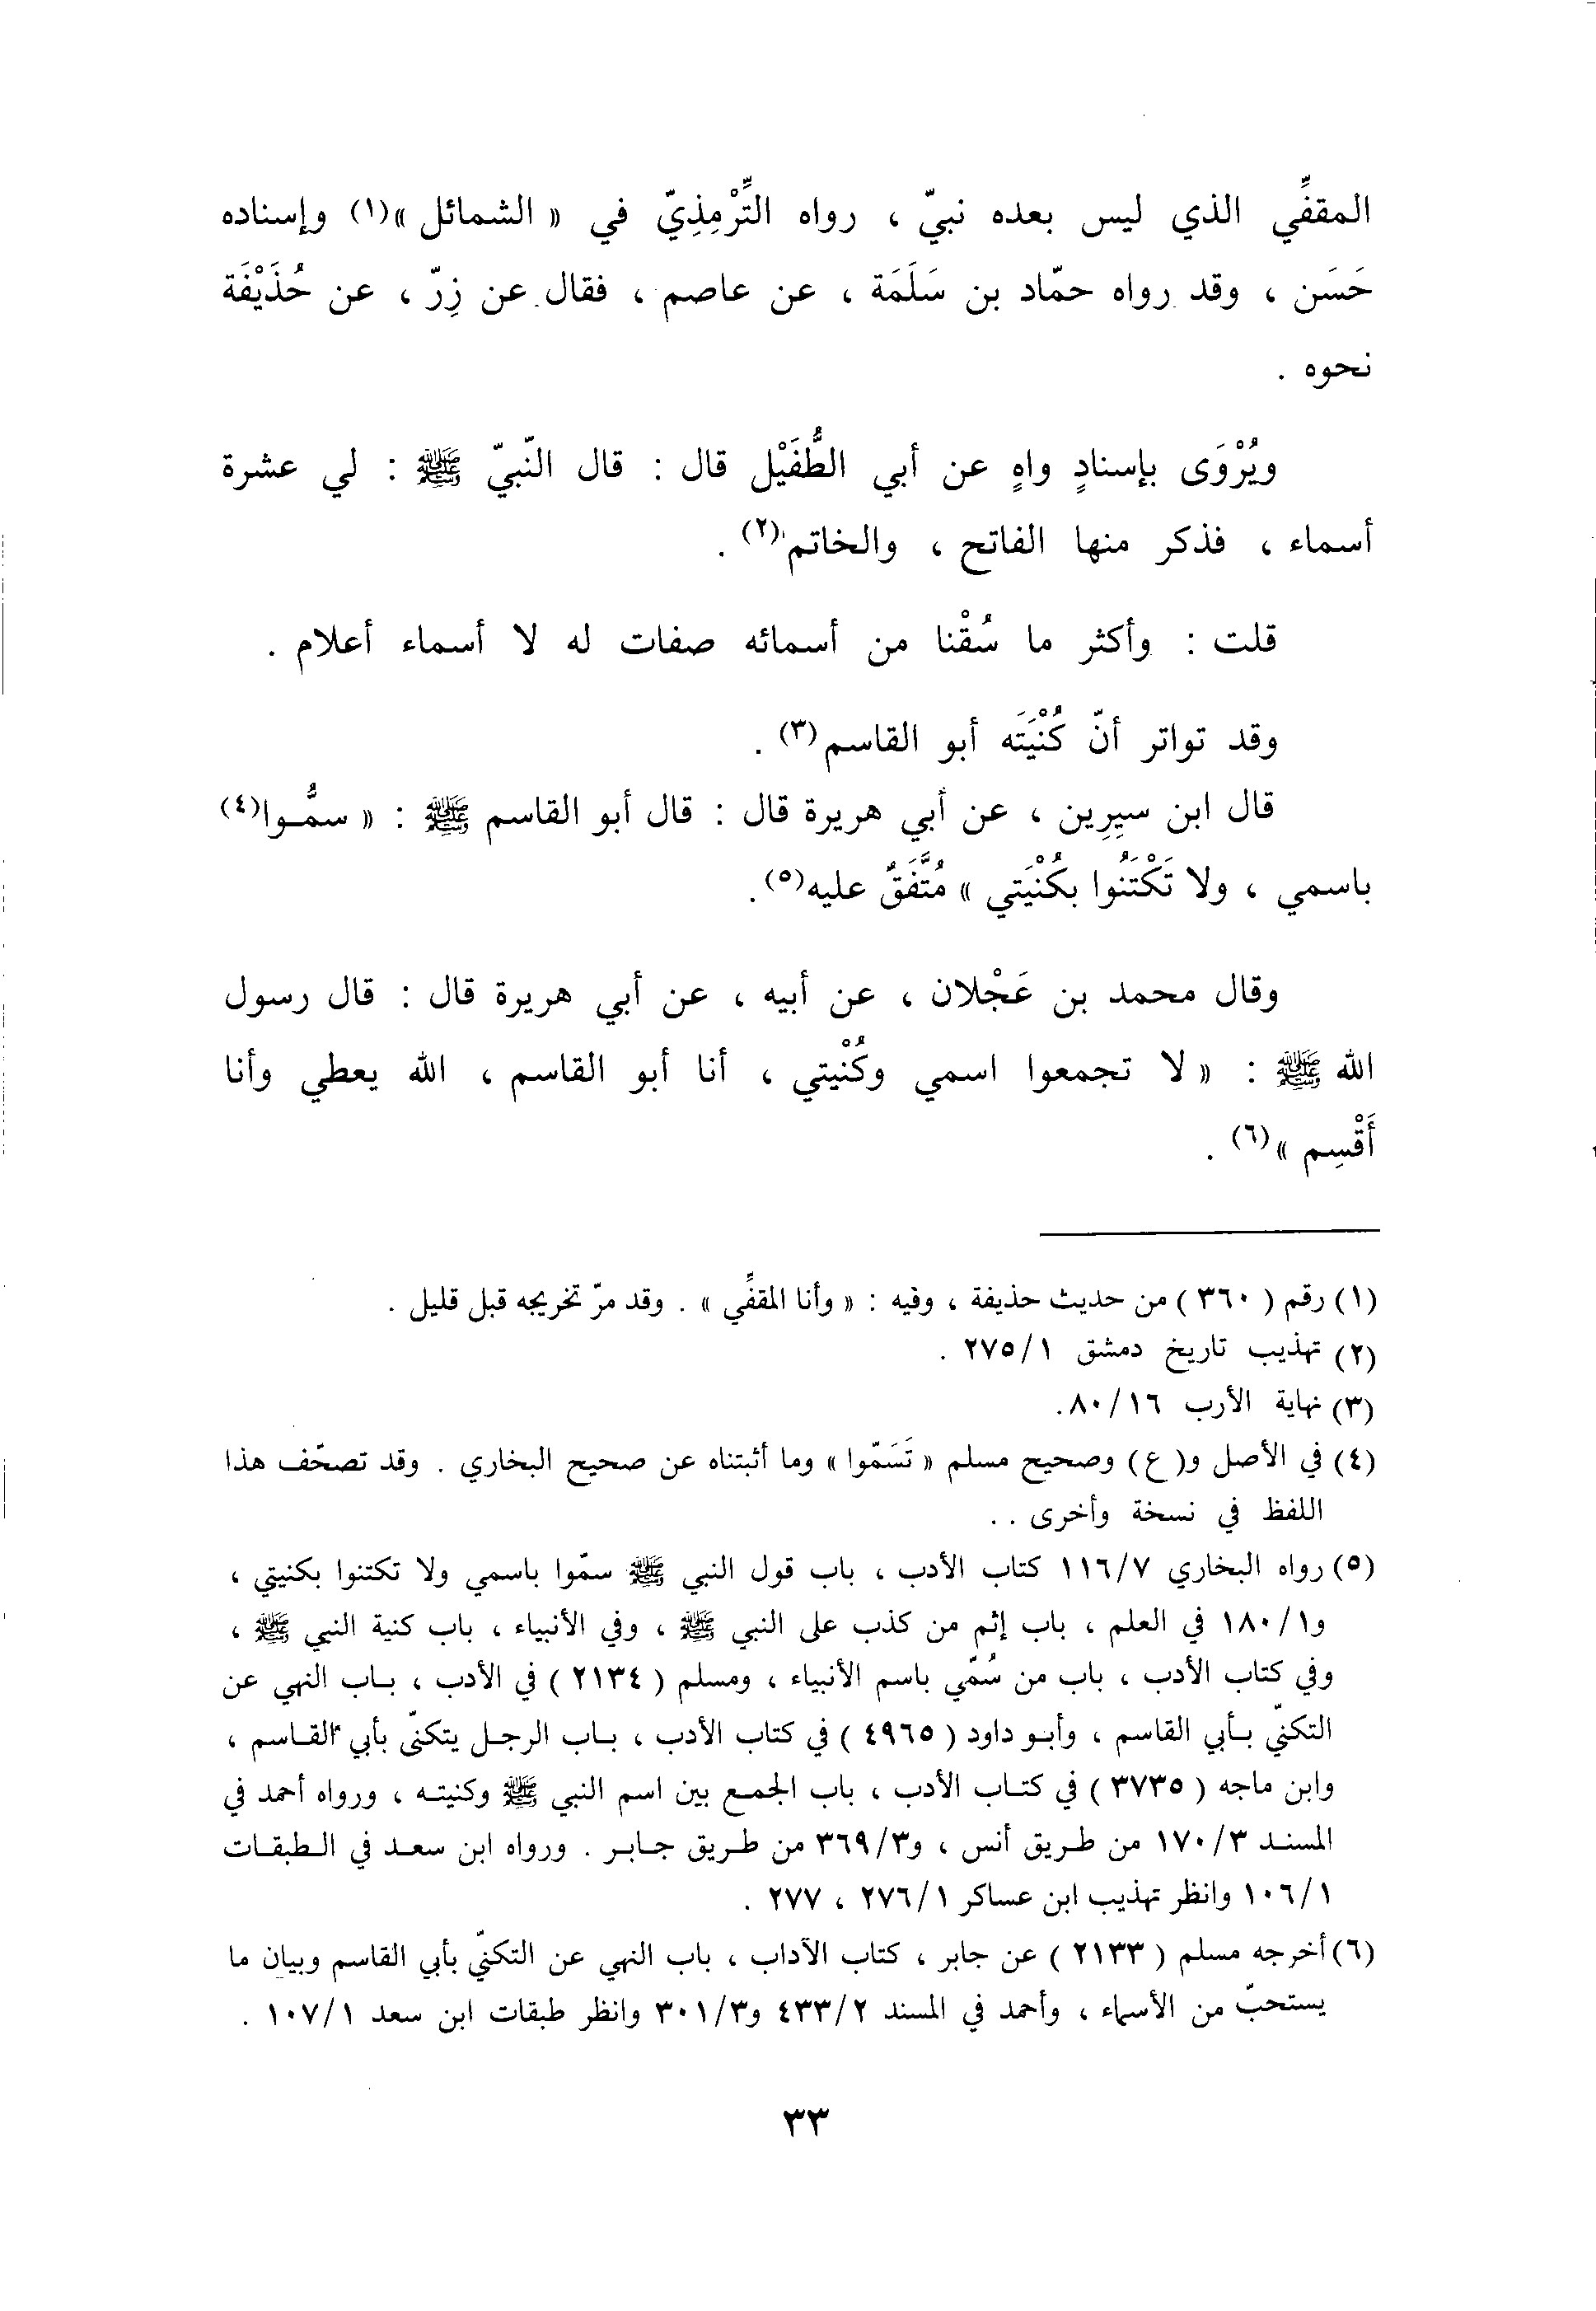 المقفِّي الذي ليس بعده نبيّ ، رواه التِّرْمِذِيّ في « الشمائل »(١) وإسناده
حَسَن ، وقد رواه حمّاد بن سَلَمَة ، عن عاصم ، فقال عن زِرّ ، عن حُذَيْفَة
نحوه .
ويُرْوَى بإسنادٍ واهٍ عن أبي الطُّفَيْل قال : قال النّبيّ ﷺ : لي عشرة
أسماء ، فذكر منها الفاتح ، والخاتم(٢) .
قلت : وأكثر ما سُقْنا من أسمائه صفات له لا أسماء أعلام .
وقد تواتر أنّ كُنْيَتَه أبو القاسم(٣) .
قال ابن سيِرِين ، عن أبي هريرة قال : قال أبو القاسم ﷺ : « سمُّوا(٤)
باسمي ، ولا تَكْتَنُوا بكُنْيَتي » مُتَّفَقٌ عليه(٥) .
وقال محمد بن عَجْلان ، عن أبيه ، عن أبي هريرة قال : قال رسول
الله ﷺ : « لا تجمعوا اسمي وكُنْيتي ، أنا أبو القاسم ، الله يعطي وأنا
أَقْسِم »(٦) .
(١) رقم ( ٣٦٠ ) من حديث حذيفة ، وفيه : « وأنا المقفِّي » . وقد مرّ تخريجه قبل قليل .
(٢) تهذيب تاريخ دمشق ٢٧٥/١ .
(٣) نهاية الأرب ٨٠/١٦ .
(٤) في الأصل و( ع ) وصحيح مسلم « تَسَمّوا » وما أثبتناه عن صحيح البخاري . وقد تصحّف هذا
اللفظ في نسخة وأخرى . .
(٥) رواه البخاري ١١٦/٧ كتاب الأدب ، باب قول النبي ﷺ سمّوا باسمي ولا تكتنوا بكنيتي ،
و١٨٠/١ في العلم ، باب إثم من كذب على النبي ﷺ ، وفي الأنبياء ، باب كنية النبي ﷺ ،
وفي كتاب الأدب ، باب من سُمّي باسم الأنبياء ، ومسلم ( ٢١٣٤ ) في الأدب ، باب النهي عن
التكنّي بأبي القاسم ، وأبو داود ( ٤٩٦٥ ) في كتاب الأدب ، باب الرجل يتكنّى بأبي القاسم ،
وابن ماجه ( ٣٧٣٥ ) في كتاب الأدب ، باب الجمع بين اسم النبي ﷺ وكنيته ، ورواه أحمد في
المسند ١٧٠/٣ من طريق أنس ، و٣٦٩/٣ من طريق جابر . ورواه ابن سعد في الطبقات
١٠٦/١ وانظر تهذيب ابن عساكر ٢٧٦/١ ، ٢٧٧ .
(٦) أخرجه مسلم ( ٢١٣٣ ) عن جابر ، كتاب الآداب ، باب النهي عن التكنّي بأبي القاسم وبيان ما
يستحبّ من الأسماء ، وأحمد في المسند ٤٣٣/٢ و٣٠١/٣ وانظر طبقات ابن سعد ١٠٧/١ .
٣٣